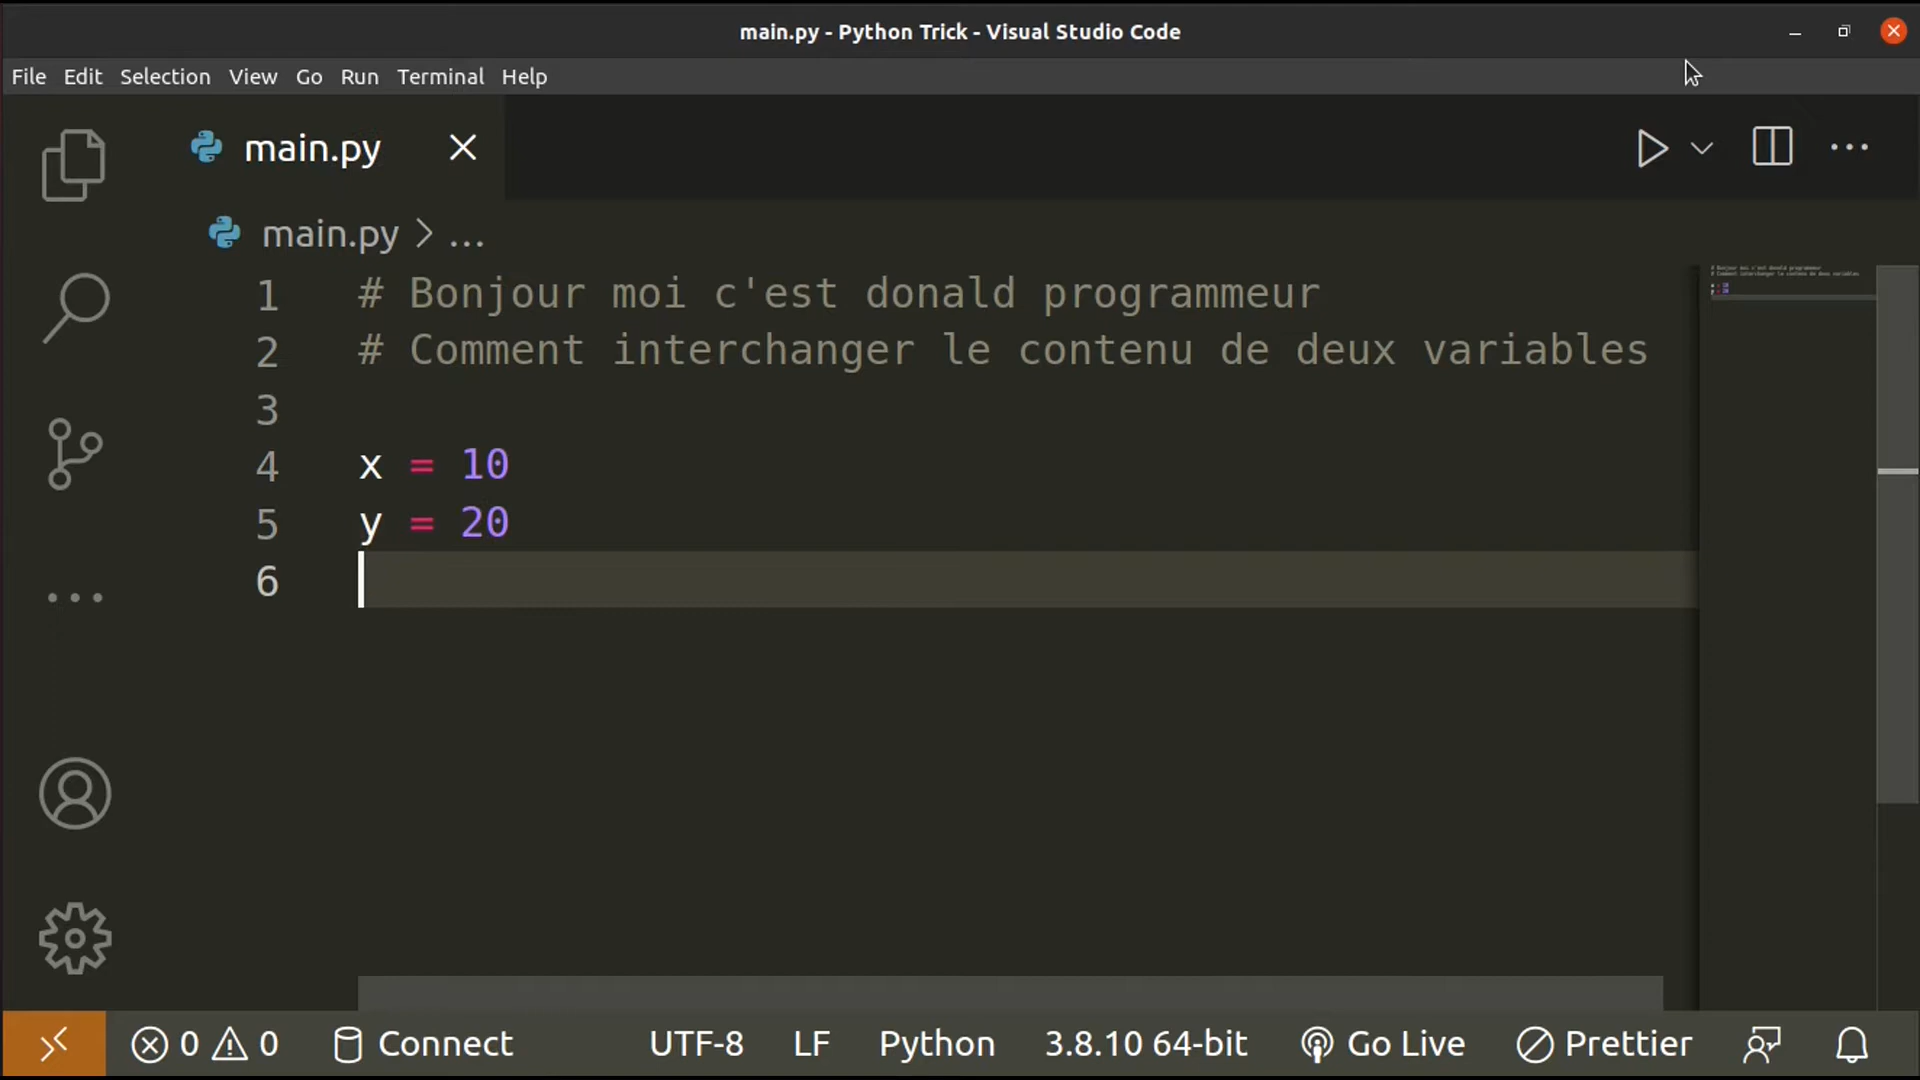 main.py - Python Trick - Visual Studio Code
File Edit Selection View Go Run Terminal Help
main.py
main.py > ...
1 # Bonjour moi c'est donald programmeur
2 # Comment interchanger le contenu de deux variables
3
4 x = 10
5 y = 20
6
0 0 Connect UTF-8 LF Python 3.8.10 64-bit Go Live Prettier